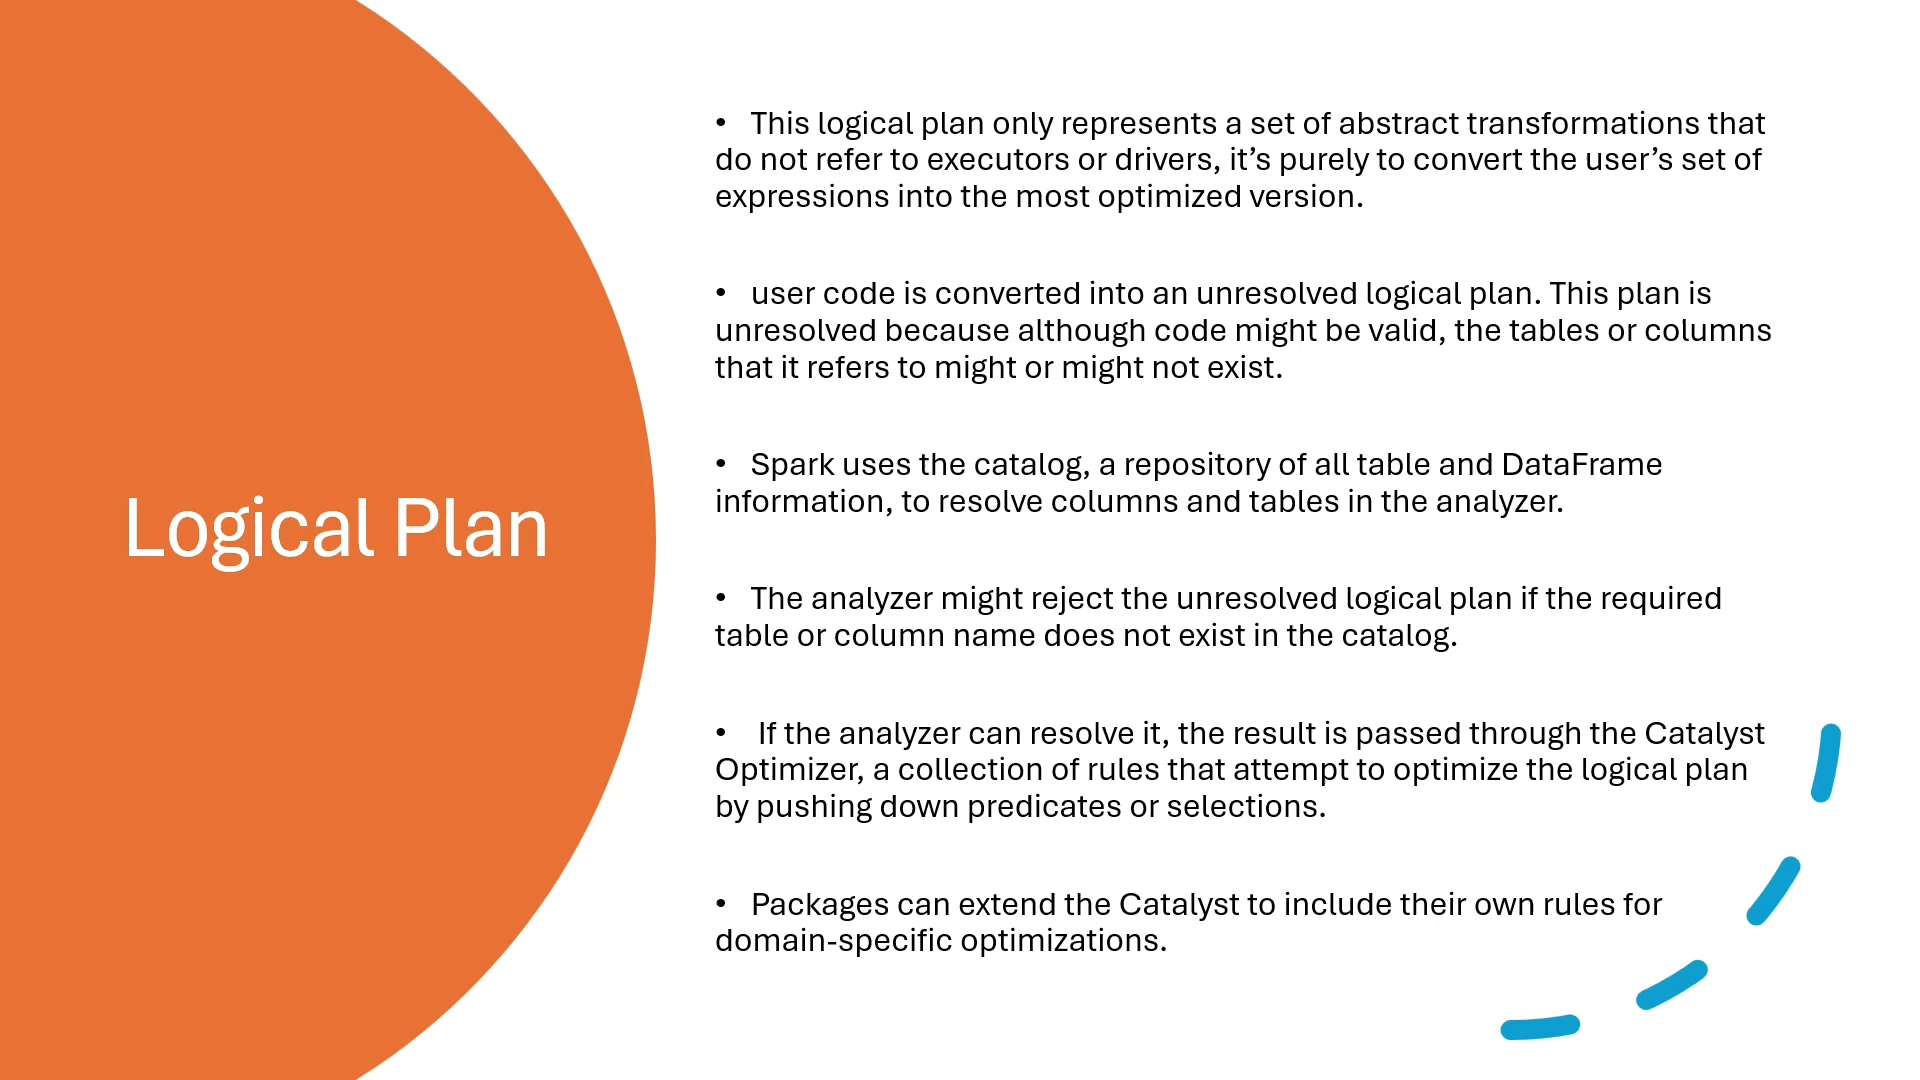 Logical Plan
• This logical plan only represents a set of abstract transformations that
do not refer to executors or drivers, it’s purely to convert the user’s set of
expressions into the most optimized version.
• user code is converted into an unresolved logical plan. This plan is
unresolved because although code might be valid, the tables or columns
that it refers to might or might not exist.
• Spark uses the catalog, a repository of all table and DataFrame
information, to resolve columns and tables in the analyzer.
• The analyzer might reject the unresolved logical plan if the required
table or column name does not exist in the catalog.
• If the analyzer can resolve it, the result is passed through the Catalyst
Optimizer, a collection of rules that attempt to optimize the logical plan
by pushing down predicates or selections.
• Packages can extend the Catalyst to include their own rules for
domain-specific optimizations.